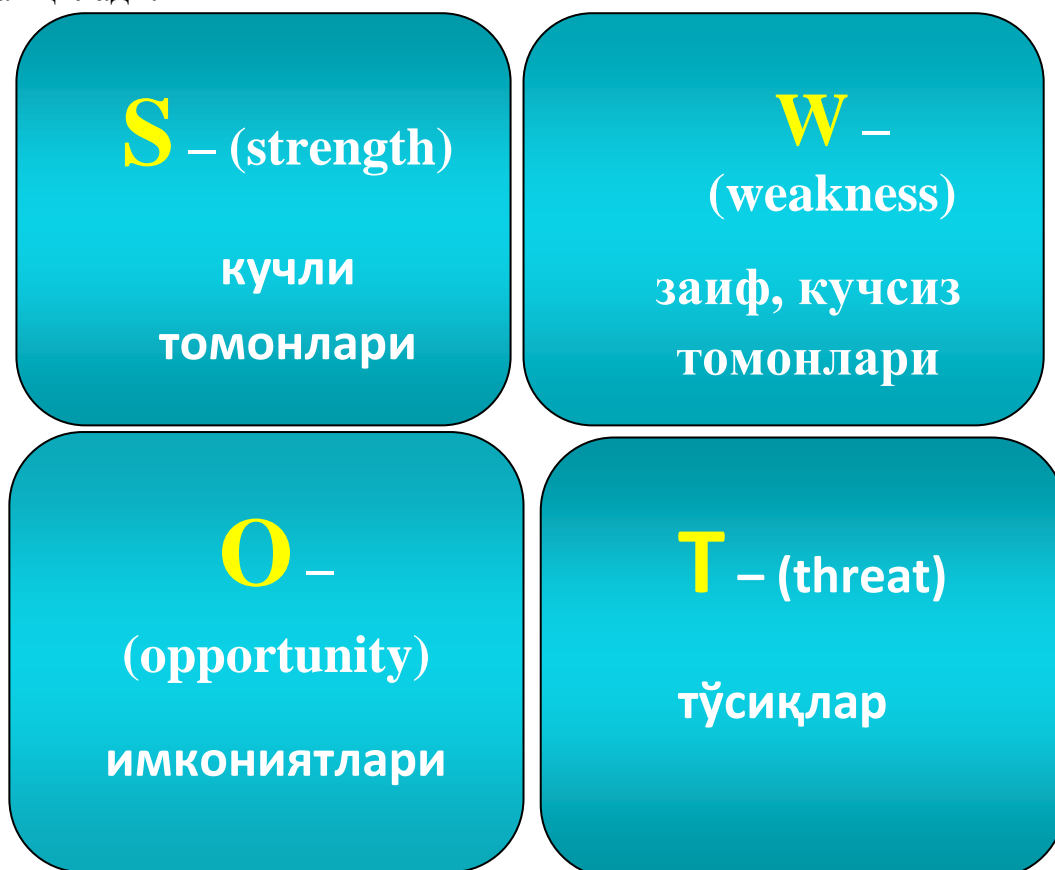 S – (strength)
кучли
томонлари
W –
(weakness)
заиф, кучсиз
томонлари
O –
(opportunity)
имкониятлари
T – (threat)
тўсиқлар